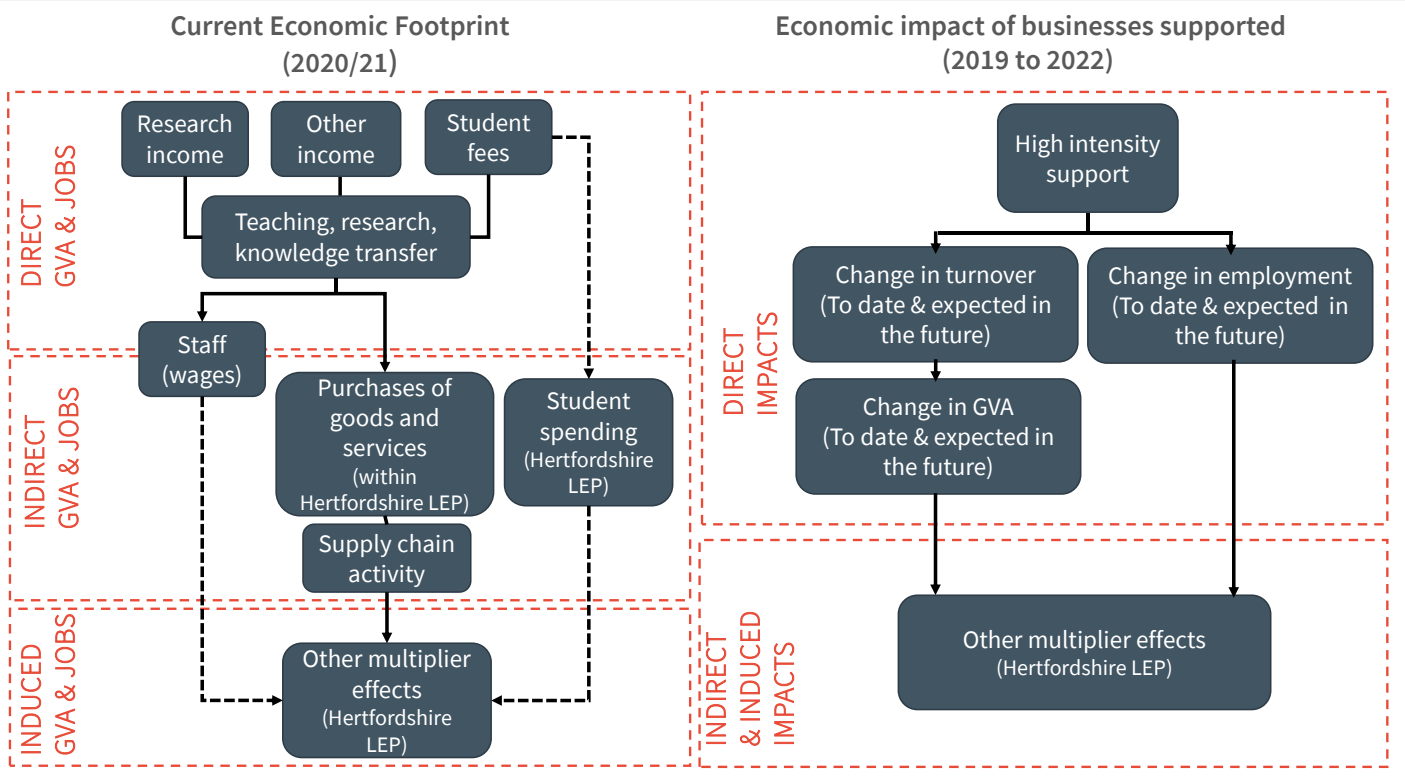 Current Economic Footprint
(2020/21)
DIRECT
GVA & JOBS
Research
income
Other
income
Student
fees
Teaching, research,
knowledge transfer
Staff
(wages)
INDIRECT
GVA & JOBS
Purchases of
goods and
services
(within
Hertfordshire LEP)
Student
spending
(Hertfordshire
LEP)
Supply chain
activity
INDUCED
GVA & JOBS
Other multiplier
effects
(Hertfordshire
LEP)
Economic impact of businesses supported
(2019 to 2022)
DIRECT
IMPACTS
High intensity
support
Change in turnover
(To date & expected in
the future)
Change in employment
(To date & expected in
the future)
Change in GVA
(To date & expected in
the future)
INDIRECT
& INDUCED
IMPACTS
Other multiplier effects
(Hertfordshire LEP)